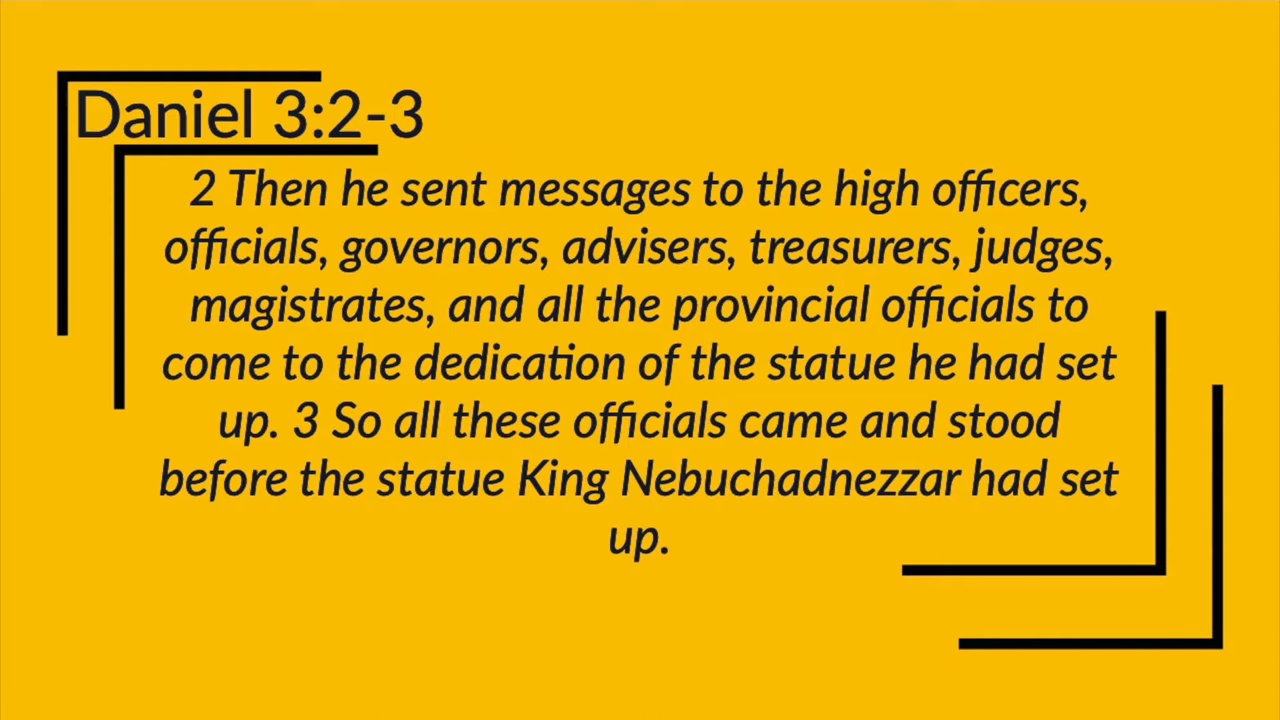 Daniel 3:2-3
2 Then he sent messages to the high officers,
officials, governors, advisers, treasurers, judges,
magistrates, and all the provincial officials to
come to the dedication of the statue he had set
up. 3 So all these officials came and stood
before the statue King Nebuchadnezzar had set
up.